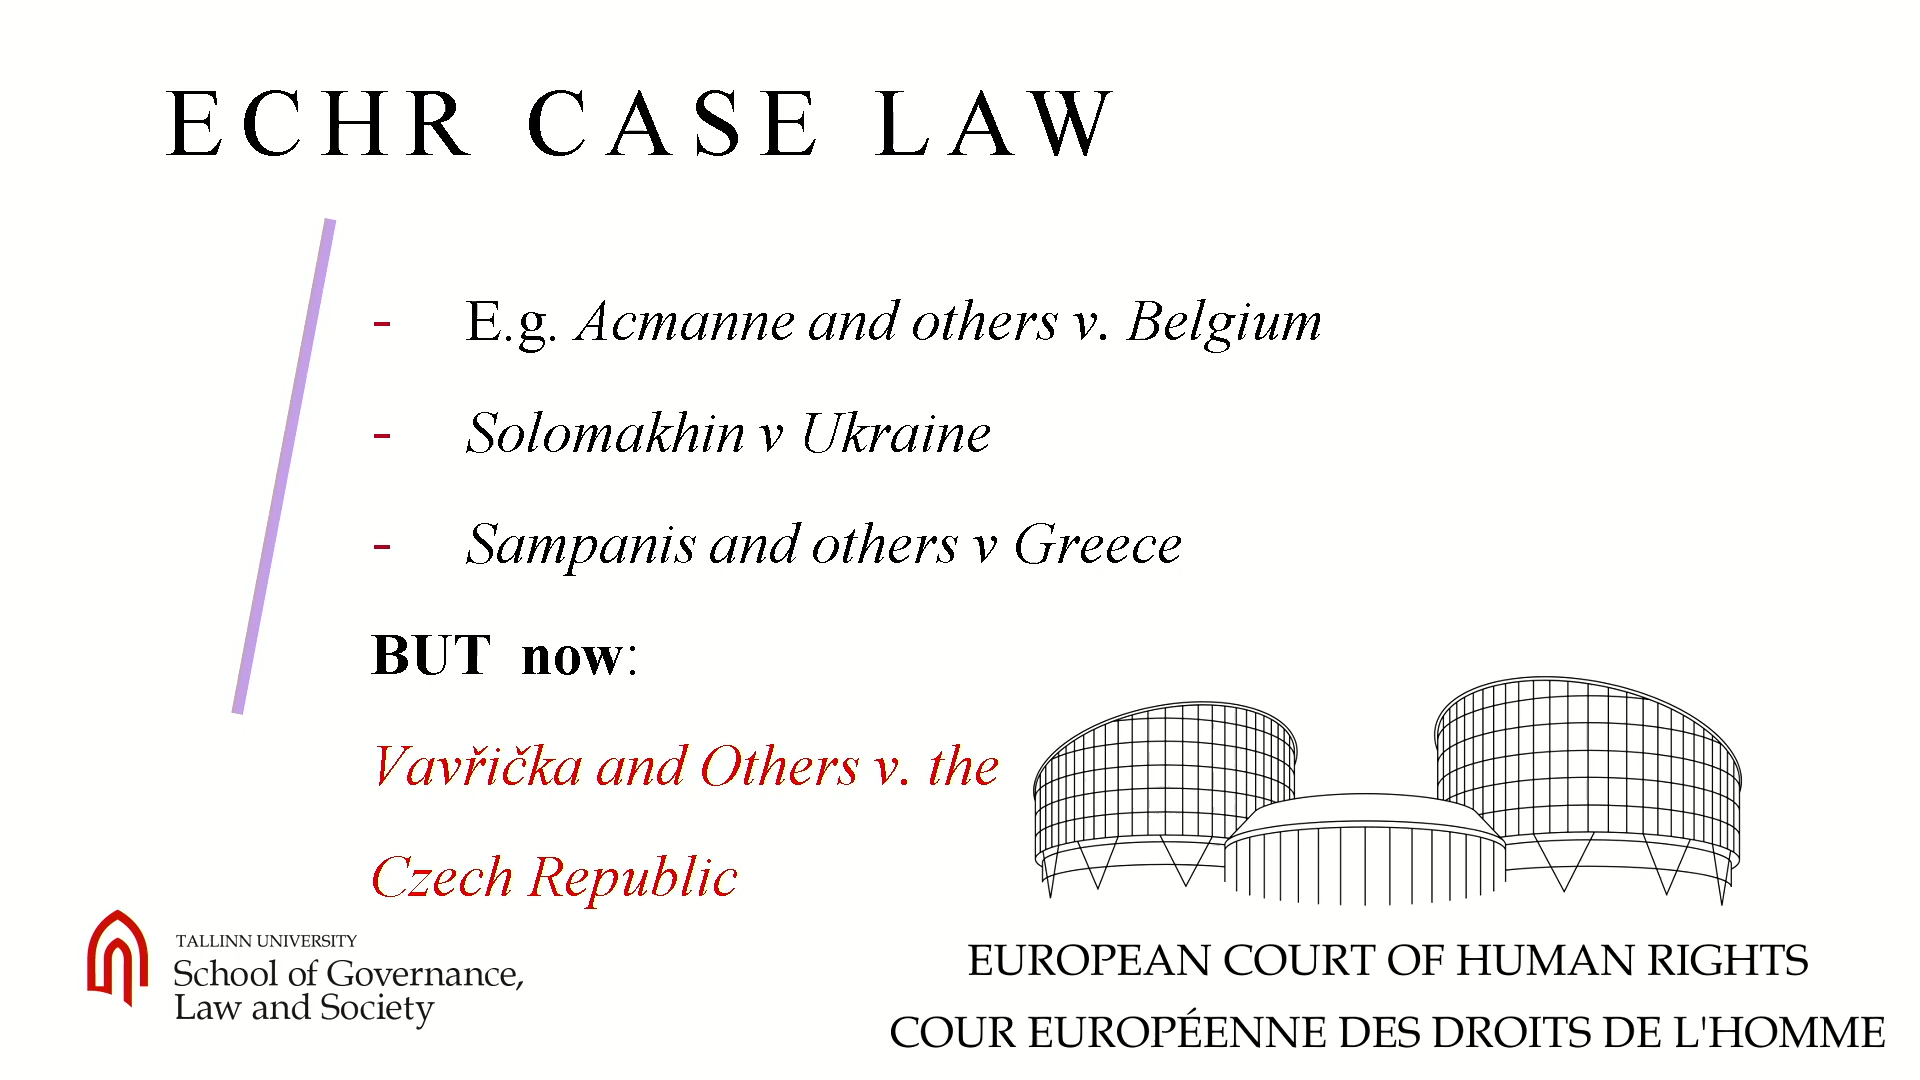 ECHR CASE LAW
- E.g. Acmanne and others v. Belgium
- Solomakhin v Ukraine
- Sampanis and others v Greece
BUT now:
Vavřička and Others v. the
Czech Republic
TALLINN UNIVERSITY
School of Governance,
Law and Society
EUROPEAN COURT OF HUMAN RIGHTS
COUR EUROPÉENNE DES DROITS DE L'HOMME